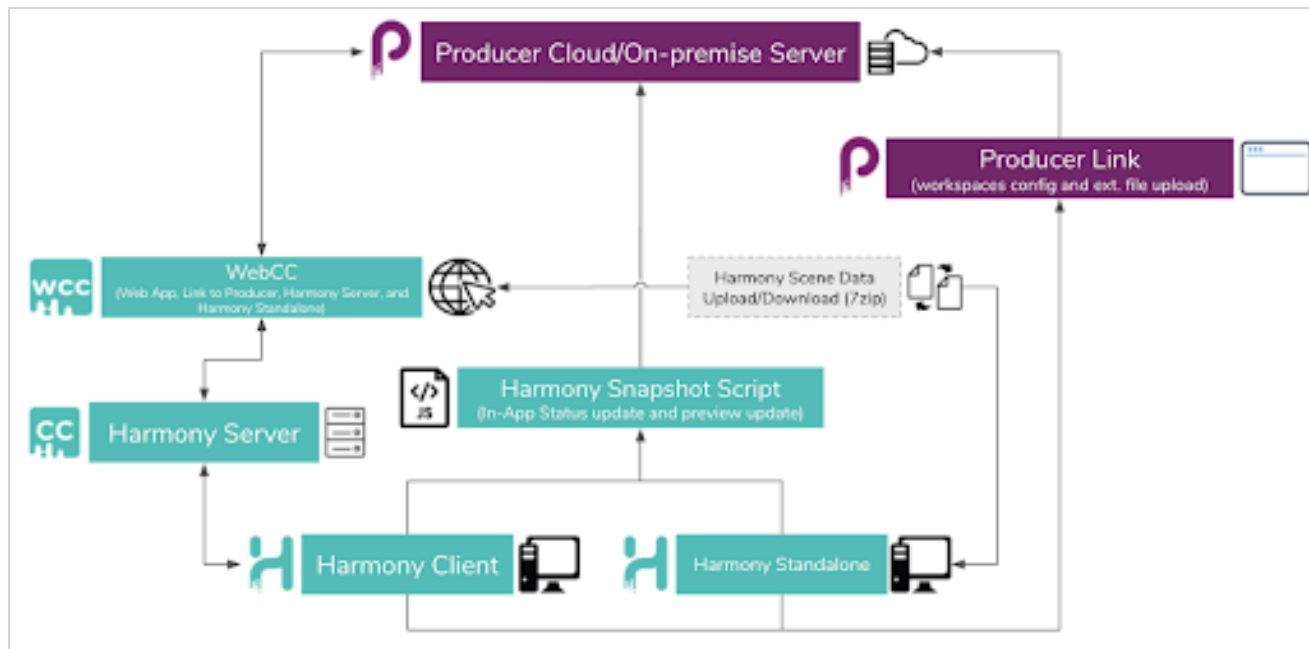 Producer Cloud/On-premise Server
Producer Link
(workspaces config and ext. file upload)
WCC
WebCC
(Web App, Link to Producer, Harmony Server, and
Harmony Standalone)
Harmony Scene Data
Upload/Download (7zip)
</>
JS
Harmony Snapshot Script
(In-App Status update and preview update)
CC
Harmony Server
Harmony Client
Harmony Standalone